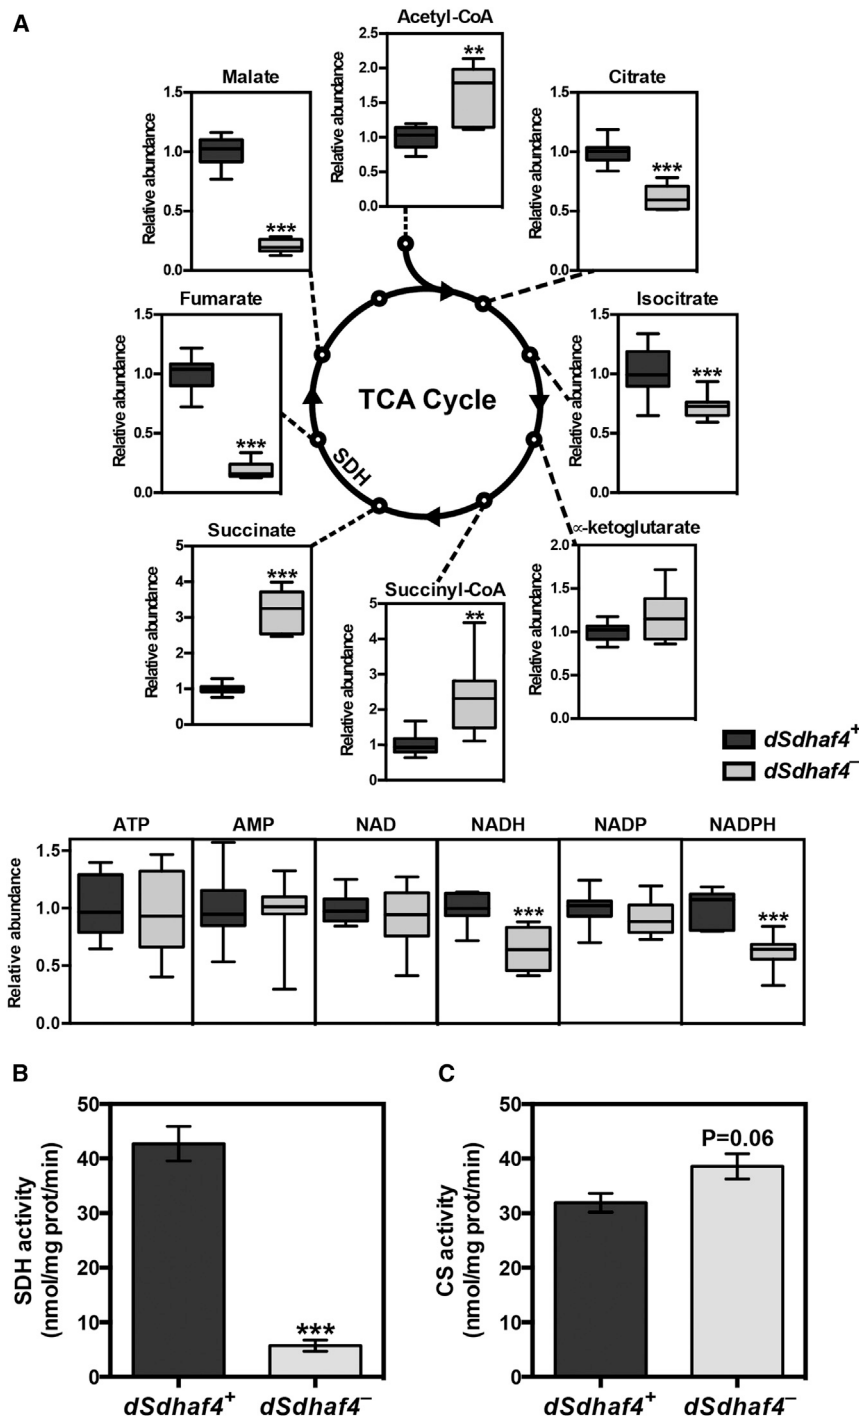 A
Acetyl-CoA
Relative abundance
2.5
2.0
1.5
1.0
0.5
0.0
**
Malate
Relative abundance
1.5
1.0
0.5
0.0
***
Citrate
Relative abundance
1.5
1.0
0.5
0.0
***
Fumarate
Relative abundance
1.5
1.0
0.5
0.0
***
Isocitrate
Relative abundance
1.5
1.0
0.5
0.0
***
TCA Cycle
SDH
Succinate
Relative abundance
5
4
3
2
1
0
***
Succinyl-CoA
Relative abundance
5
4
3
2
1
0
**
∝-ketoglutarate
Relative abundance
2.0
1.5
1.0
0.5
0.0
dSdhaf4+
dSdhaf4–
ATP AMP NAD NADH NADP NADPH
Relative abundance
1.5
1.0
0.5
0.0
***
***
B
SDH activity
(nmol/mg prot/min)
50
40
30
20
10
0
***
dSdhaf4+ dSdhaf4–
C
CS activity
(nmol/mg prot/min)
50
40
30
20
10
0
P=0.06
dSdhaf4+ dSdhaf4–